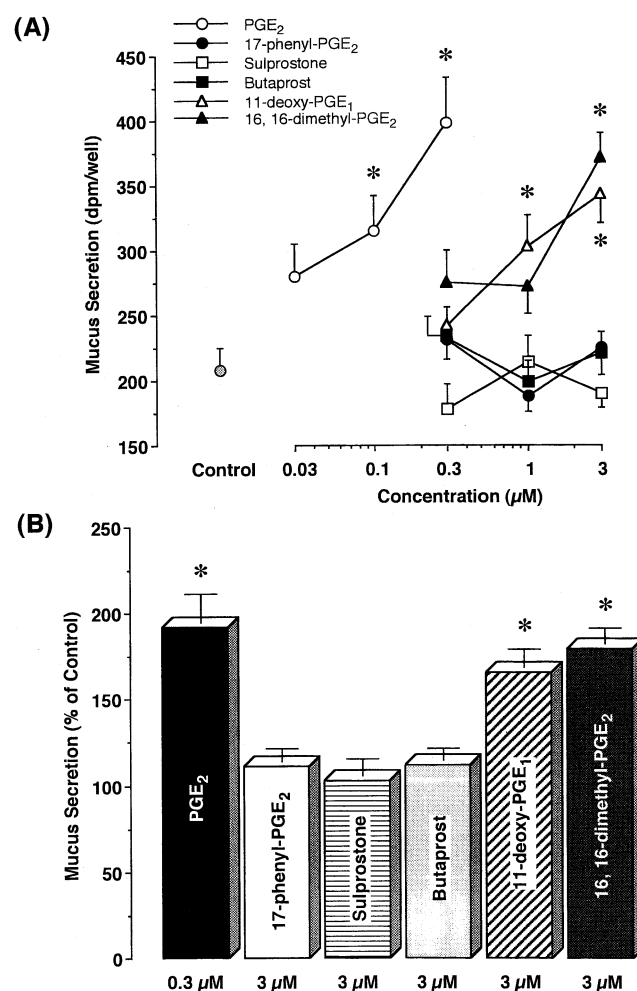 (A)
PGE2
17-phenyl-PGE2
Sulprostone
Butaprost
11-deoxy-PGE1
16, 16-dimethyl-PGE2
Mucus Secretion (dpm/well)
450
400
350
300
250
200
150
*
*
*
*
*
Control
0.03
0.1
0.3
1
3
Concentration (µM)
(B)
Mucus Secretion (% of Control)
250
200
150
100
50
0
*
*
*
PGE2
17-phenyl-PGE2
Sulprostone
Butaprost
11-deoxy-PGE1
16, 16-dimethyl-PGE2
0.3 µM
3 µM
3 µM
3 µM
3 µM
3 µM